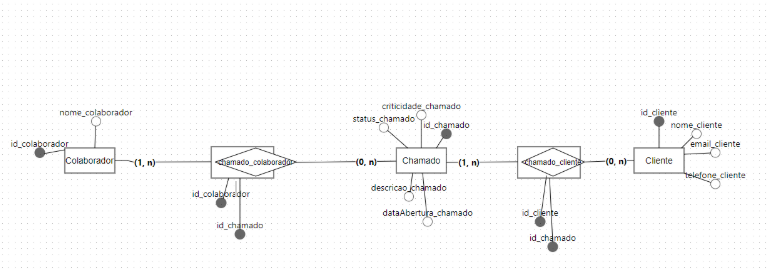 criticidade_chamado
nome_colaborador
status_chamado
id_chamado
id_cliente
nome_cliente
id_colaborador
email_cliente
Colaborador
(1, n)
chamado_colaborador
(0, n)
Chamado
(1, n)
chamado_cliente
(0, n)
Cliente
telefone_cliente
descricao_chamado
id_colaborador
dataAbertura_chamado
id_cliente
id_chamado
id_chamado